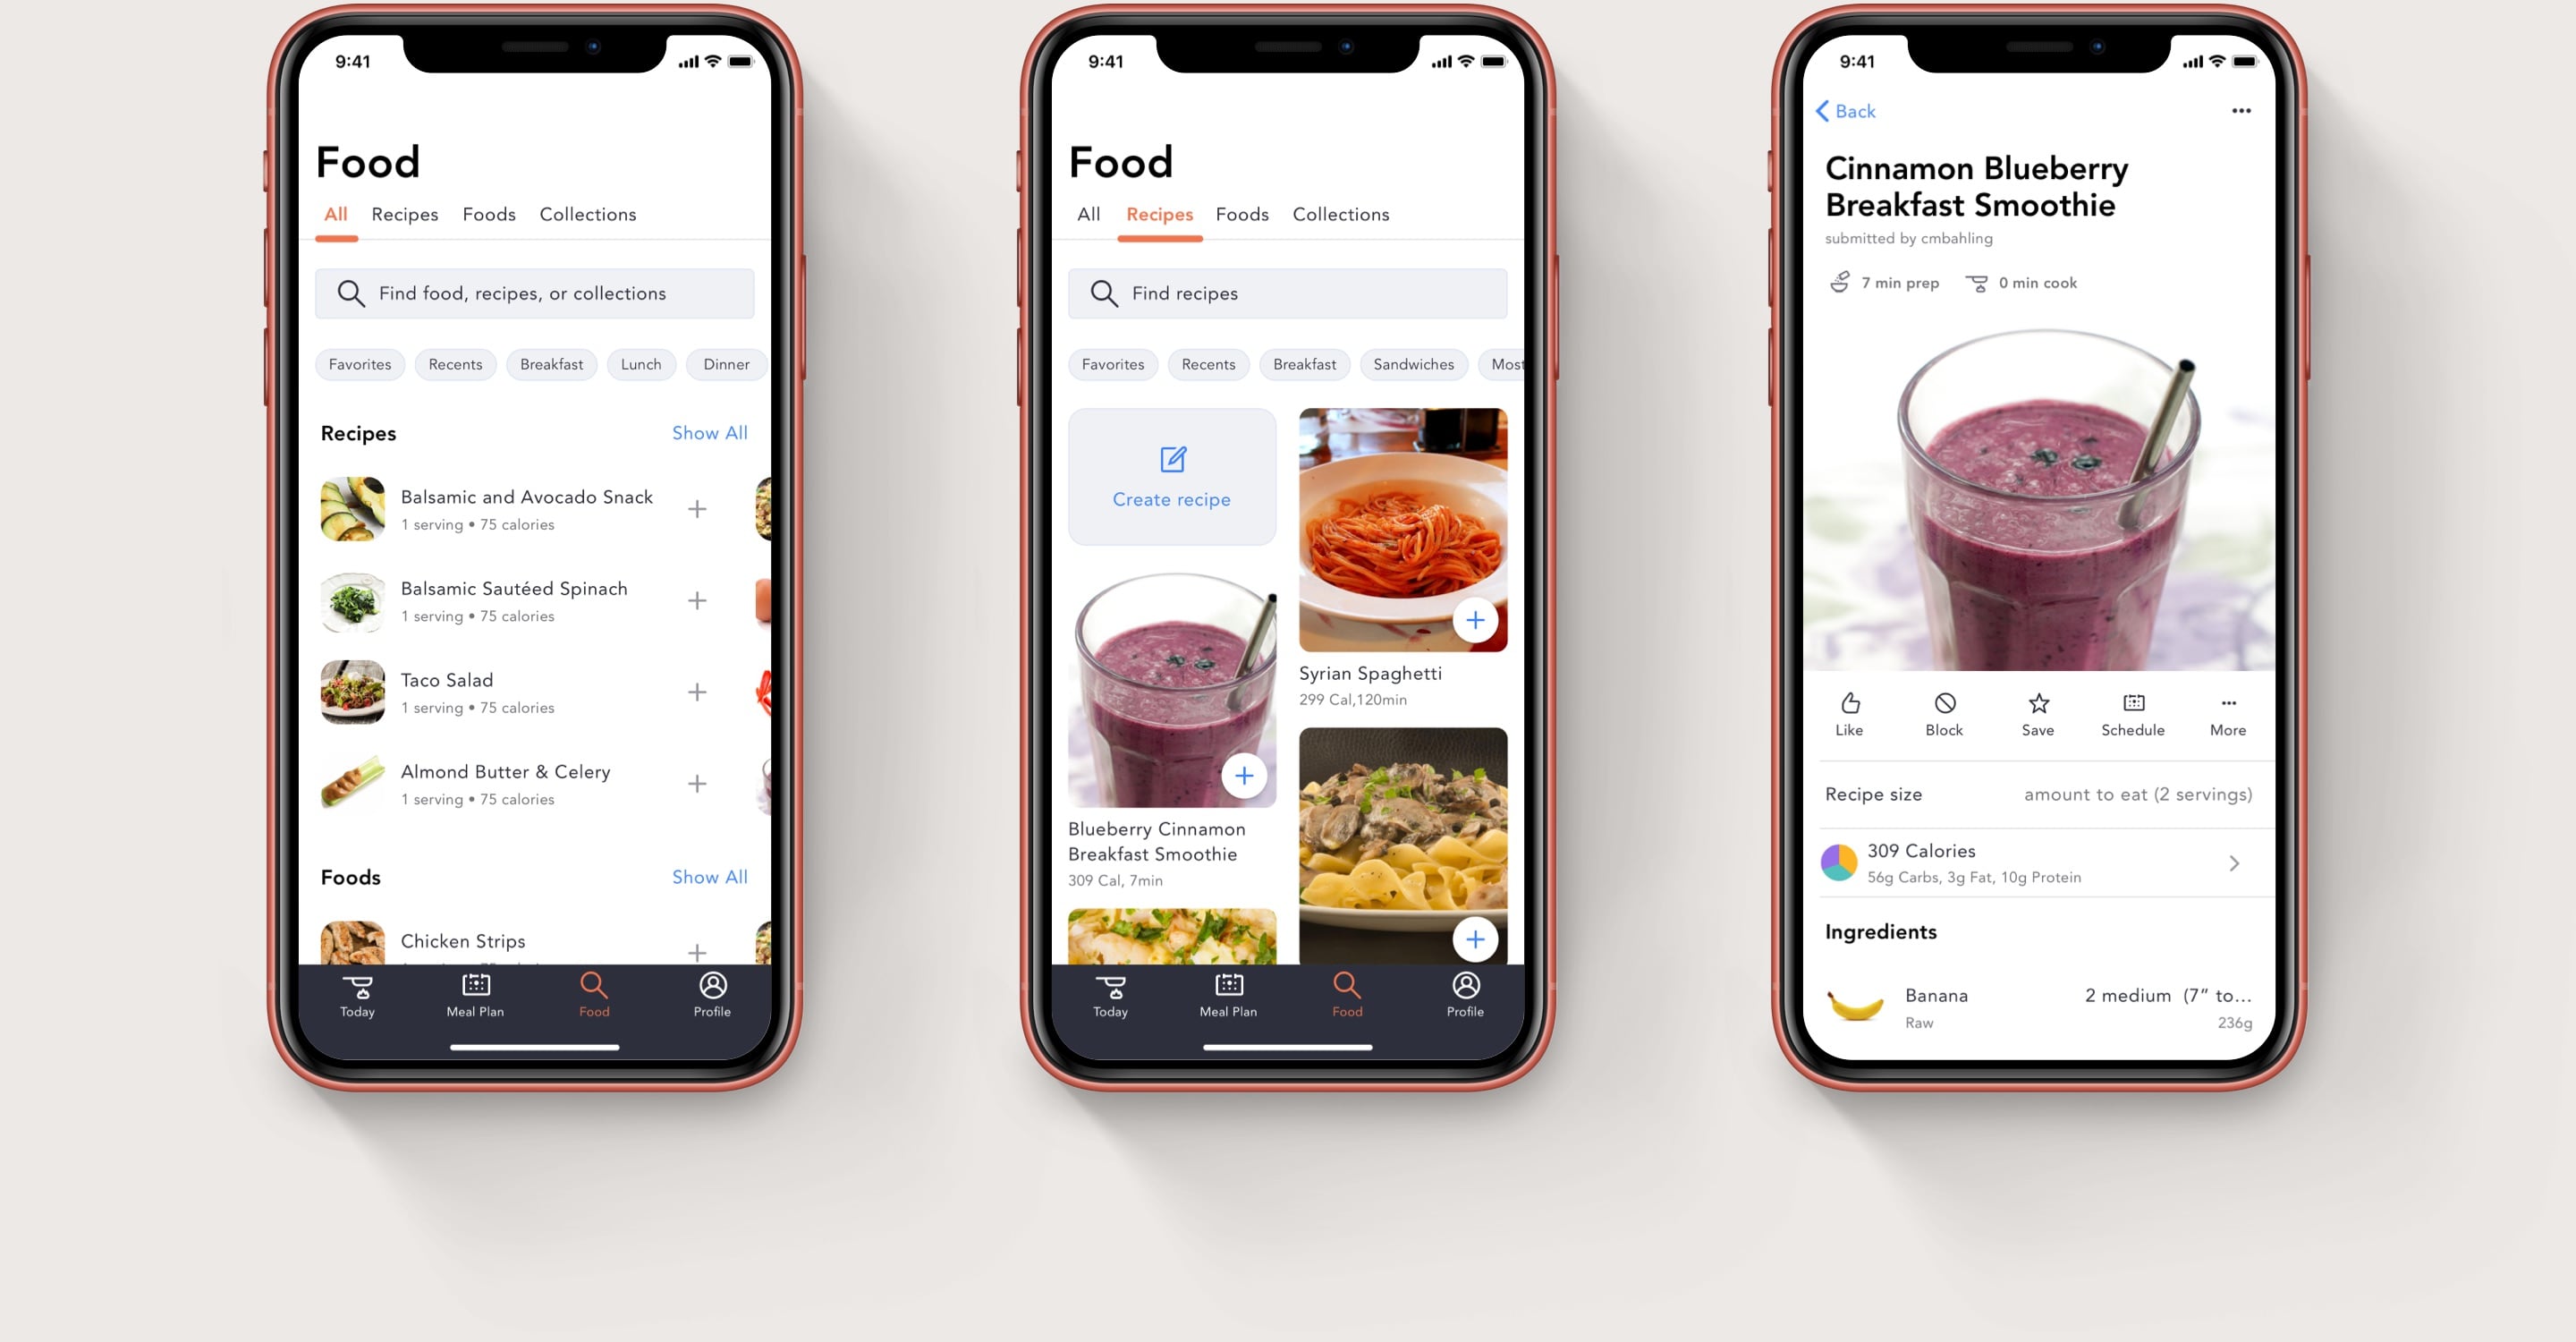 9:41
Food
All Recipes Foods Collections
Find food, recipes, or collections
Favorites Recents Breakfast Lunch Dinner
Recipes Show All
Balsamic and Avocado Snack
1 serving • 75 calories
Balsamic Sautéed Spinach
1 serving • 75 calories
Taco Salad
1 serving • 75 calories
Almond Butter & Celery
1 serving • 75 calories
Foods Show All
Chicken Strips
Today Meal Plan Food Profile
9:41
Food
All Recipes Foods Collections
Find recipes
Favorites Recents Breakfast Sandwiches Most
Create recipe
Syrian Spaghetti
299 Cal,120min
Blueberry Cinnamon
Breakfast Smoothie
309 Cal, 7min
Today Meal Plan Food Profile
9:41
Back
Cinnamon Blueberry
Breakfast Smoothie
submitted by cmbahling
7 min prep 0 min cook
Like Block Save Schedule More
Recipe size amount to eat (2 servings)
309 Calories
56g Carbs, 3g Fat, 10g Protein
Ingredients
Banana 2 medium (7” to...
Raw 236g